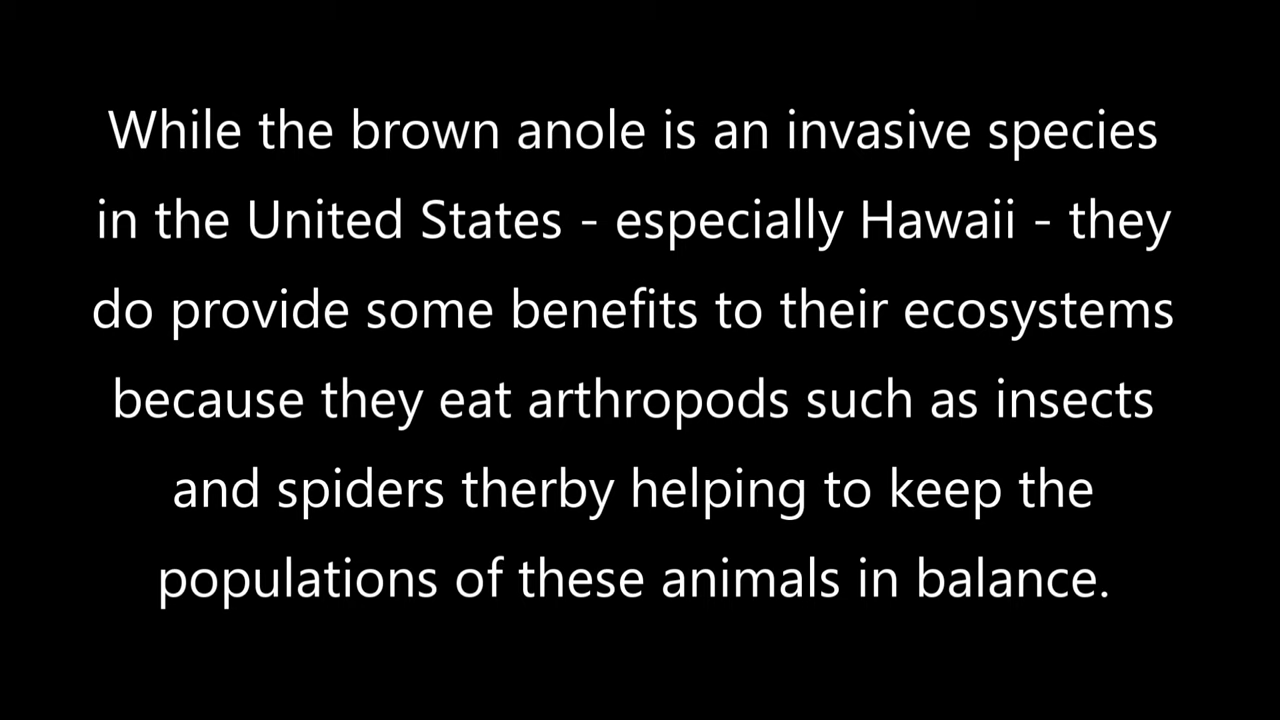 While the brown anole is an invasive species
in the United States - especially Hawaii - they
do provide some benefits to their ecosystems
because they eat arthropods such as insects
and spiders therby helping to keep the
populations of these animals in balance.